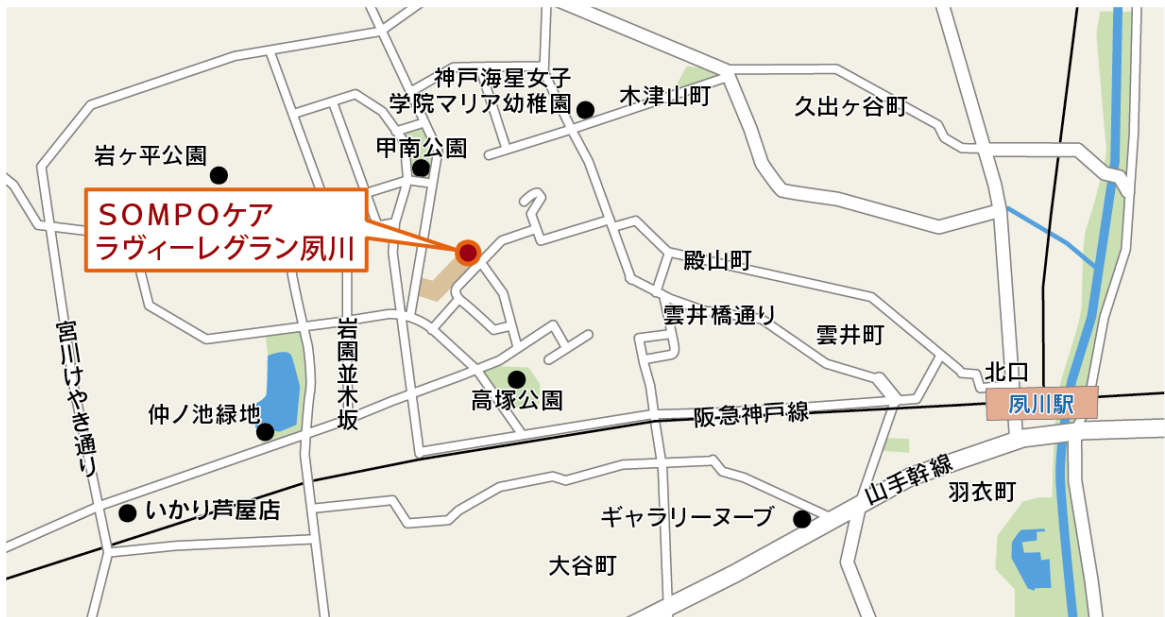 神戸海星女子
学院マリア幼稚園
木津山町
久出ヶ谷町
岩ヶ平公園
甲南公園
SOMPOケア
ラヴィーレグラン夙川
殿山町
雲井橋通り
雲井町
宮川けやき通り
岩園並木坂
北口
夙川駅
高塚公園
仲ノ池緑地
阪急神戸線
山手幹線
羽衣町
いかり芦屋店
ギャラリーヌーブ
大谷町